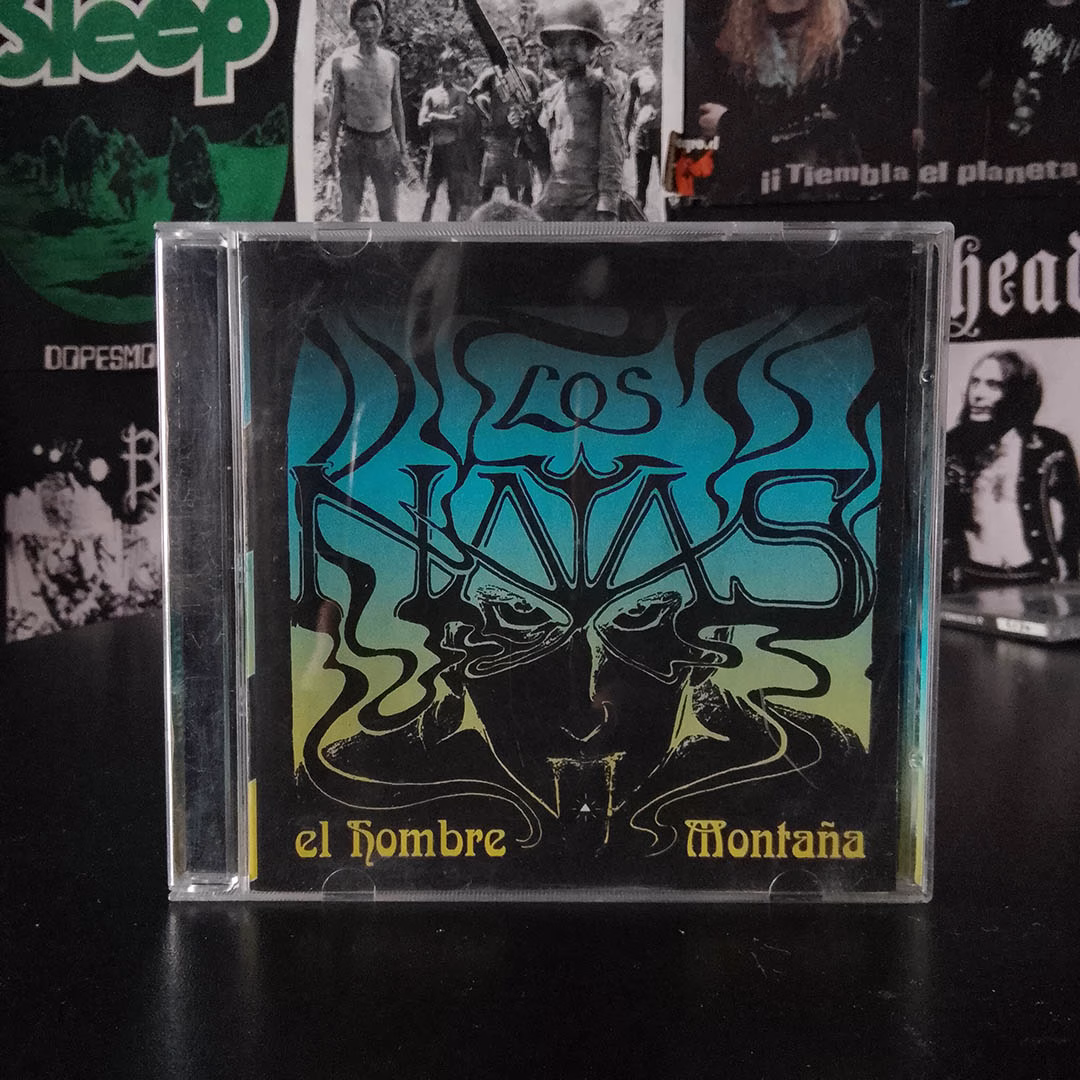 Sleep
¡¡Tiembla el planeta
head
DOPESMO
B
LOS
NATAS
el Hombre Montaña